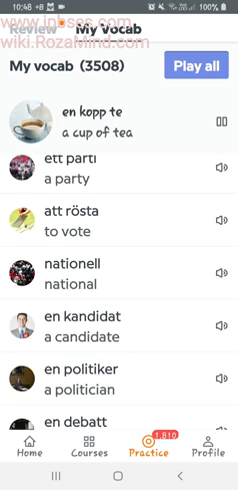 10:48 +B
100%
www.inbses.com
Review
My Vocab
wiki.RozaMind.com
My vocab (3508)
Play all
en kopp te
a cup of tea
ett parti
a party
att rösta
to vote
nationell
national
en kandidat
a candidate
en politiker
a politician
en debatt
1,810
Home
Courses
Practice
Profile